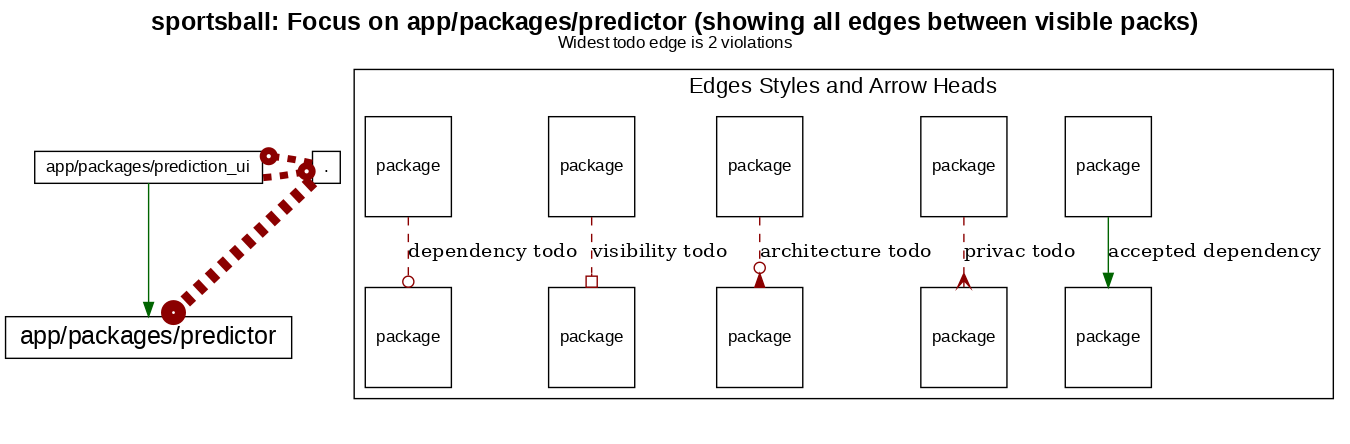 sportsball: Focus on app/packages/predictor (showing all edges between visible packs)
Widest todo edge is 2 violations
Edges Styles and Arrow Heads
app/packages/prediction_ui
.
package package package package package
dependency todo visibility todo architecture todo privac todo accepted dependency
app/packages/predictor
package package package package package